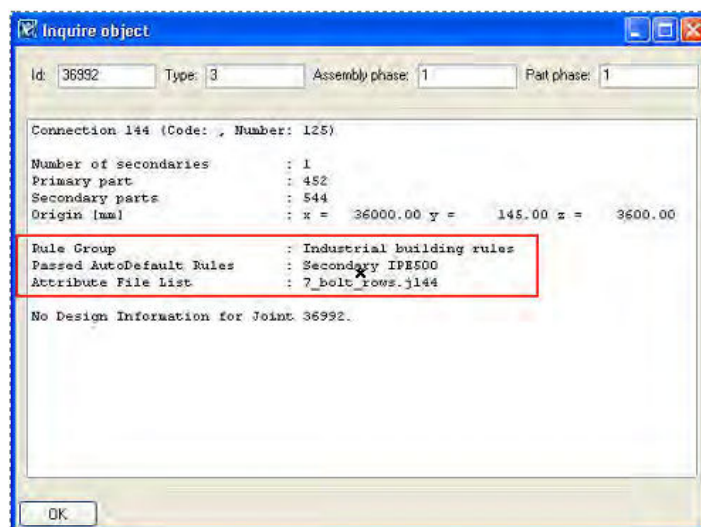 Inquire object
Id: 36992 Type: 3 Assembly phase: 1 Part phase: 1
Connection 144 (Code: , Number: 125)
Number of secondaries : 1
Primary part : 452
Secondary parts : 544
Origin [mm] : x = 36000.00 y = 145.00 z = 3600.00
Rule Group : Industrial building rules
Passed AutoDefault Rules : Secondary IPE500
Attribute File List : 7_bolt_rows.j144
No Design Information for Joint 36992.
OK